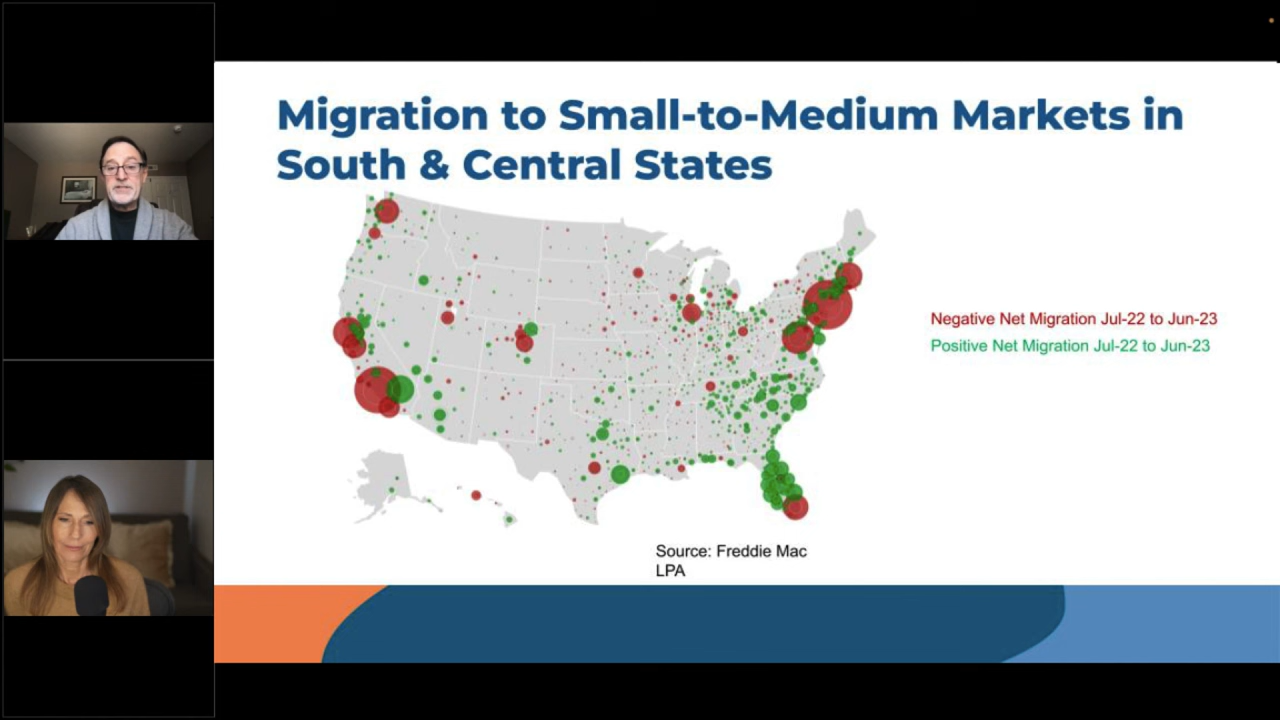 Migration to Small-to-Medium Markets in
South & Central States
Negative Net Migration Jul-22 to Jun-23
Positive Net Migration Jul-22 to Jun-23
Source: Freddie Mac
LPA